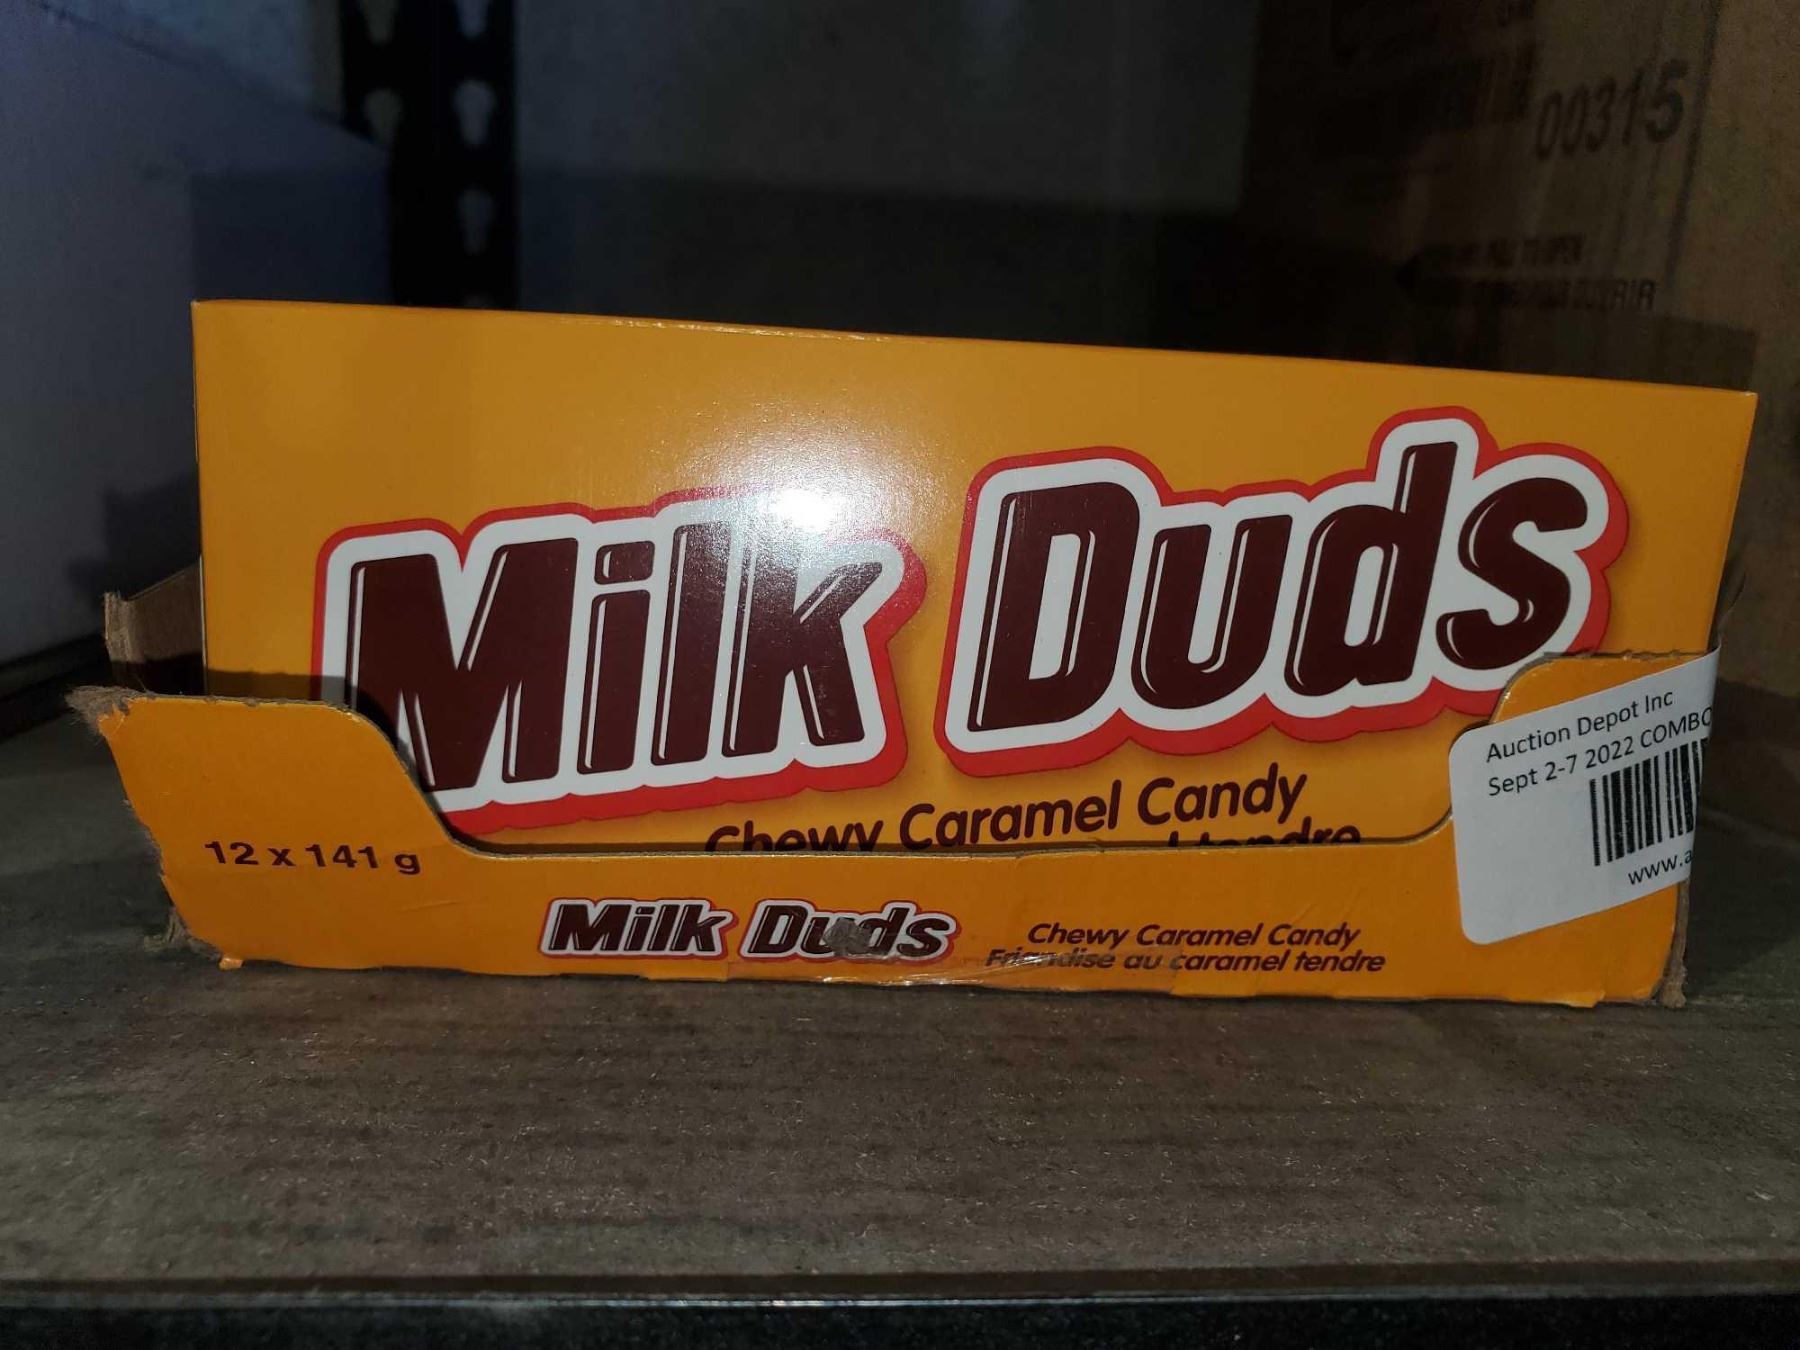 00315
Milk Duds
Chewy Caramel Candy
tendre
Auction Depot Inc
Sept 2-7 2022 COMBO
www.a
12 x 141 g
Milk Duds
Chewy Caramel Candy
Friandise au caramel tendre